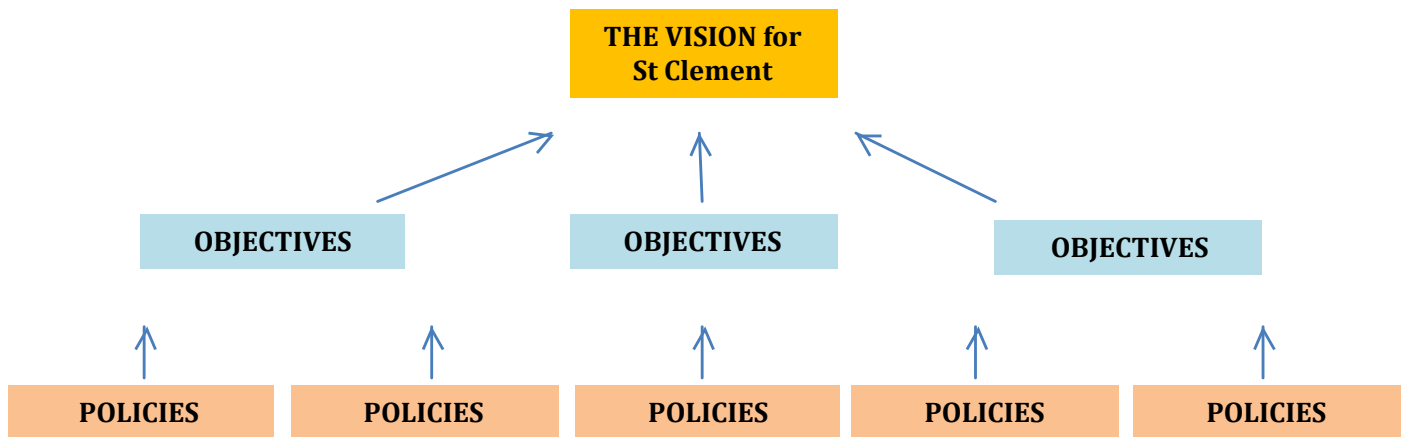 THE VISION for
St Clement
OBJECTIVES
OBJECTIVES
OBJECTIVES
POLICIES
POLICIES
POLICIES
POLICIES
POLICIES